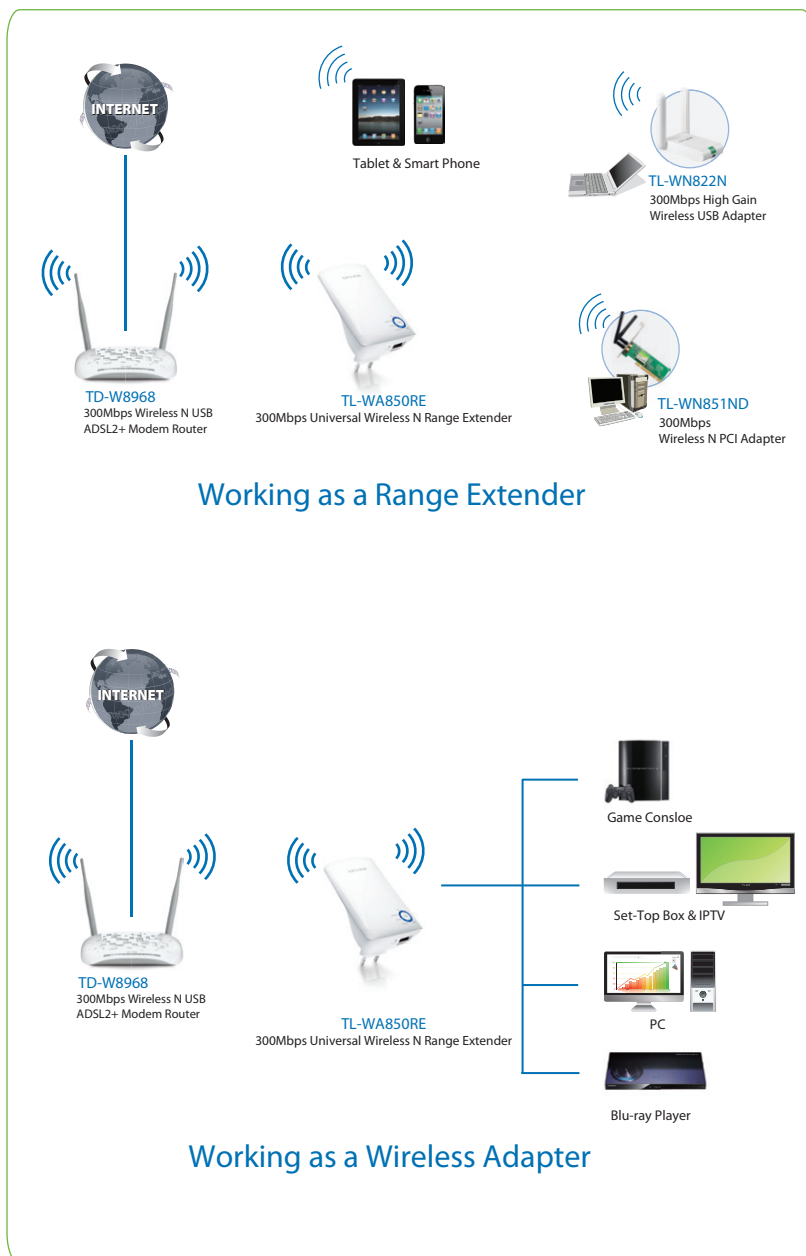 INTERNET
Tablet & Smart Phone
TL-WN822N
300Mbps High Gain
Wireless USB Adapter
TD-W8968
300Mbps Wireless N USB
ADSL2+ Modem Router
TL-WA850RE
300Mbps Universal Wireless N Range Extender
TL-WN851ND
300Mbps
Wireless N PCI Adapter
Working as a Range Extender
INTERNET
Game Consloe
Set-Top Box & IPTV
TD-W8968
300Mbps Wireless N USB
ADSL2+ Modem Router
TL-WA850RE
300Mbps Universal Wireless N Range Extender
PC
Blu-ray Player
Working as a Wireless Adapter